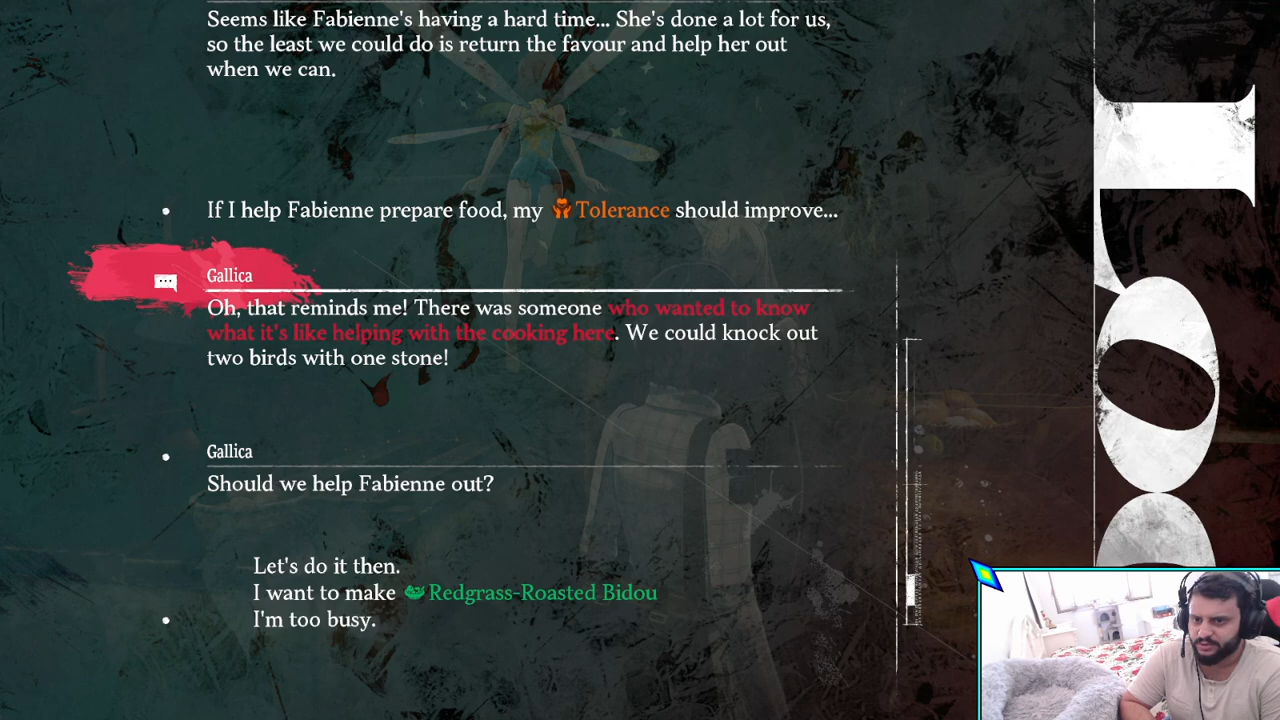 Seems like Fabienne's having a hard time... She's done a lot for us,
so the least we could do is return the favour and help her out
when we can.
If I help Fabienne prepare food, my Tolerance should improve...
Gallica
Oh, that reminds me! There was someone who wanted to know
what it's like helping with the cooking here. We could knock out
two birds with one stone!
Gallica
Should we help Fabienne out?
Let's do it then.
I want to make Redgrass-Roasted Bidou
I'm too busy.
LO